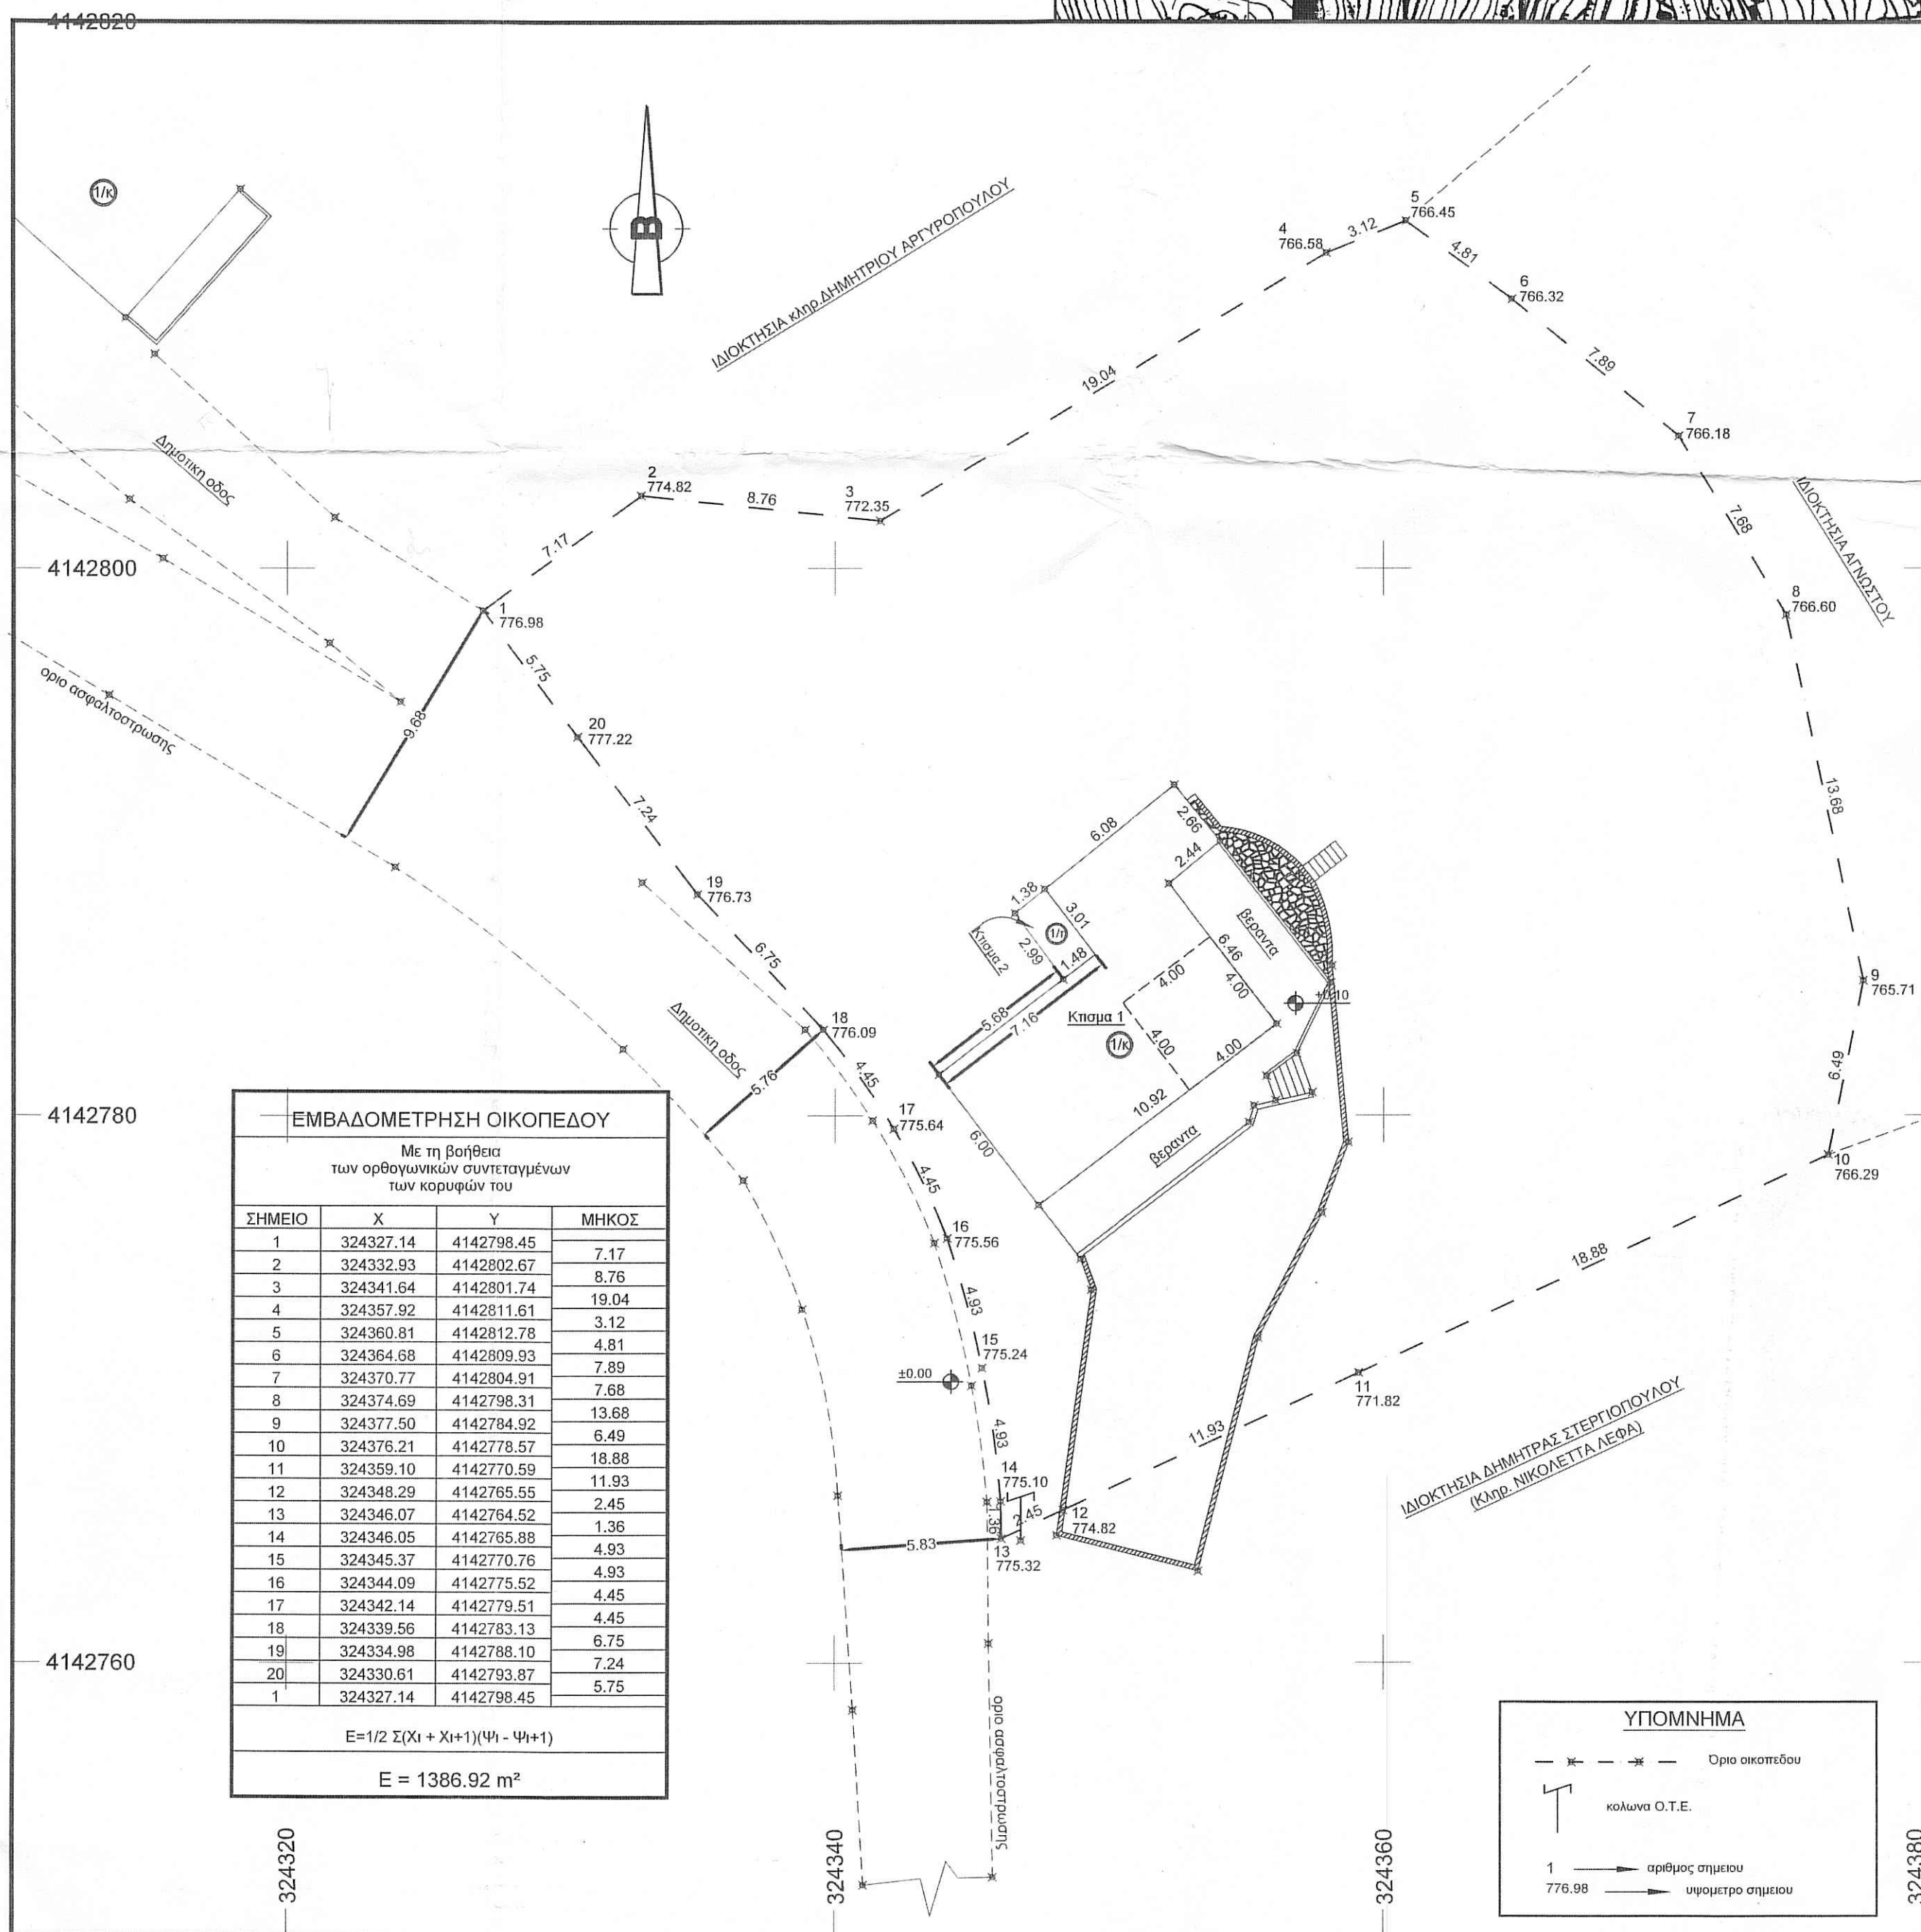 4142820
1/κ
Β
ΙΔΙΟΚΤΗΣΙΑ κληρ.ΔΗΜΗΤΡΙΟΥ ΑΡΓΥΡΟΠΟΥΛΟΥ
5
766.45
4
766.58
3.12
4.81
6
766.32
7.89
19.04
7
766.18
Δημοτικη οδος
2
774.82
8.76
3
772.35
7.68
ΙΔΙΟΚΤΗΣΙΑ ΑΓΝΩΣΤΟΥ
7.17
4142800
8
766.60
1
776.98
5.75
οριο ασφαλτοστρωσης
9.68
20
777.22
7.24
13.68
6.08
2.66
2.44
19
776.73
1.38
3.01
βεραντα
Κτισμα 2
2.99
1/π
6.75
1.48
6.46
4.00
4.00
9
765.71
+0.10
5.68
7.16
Κτισμα 1
1/κ
4.00
4.00
Δημοτικη οδος
18
776.09
5.76
4.45
6.49
10.92
4142780
17
775.64
6.00
βεραντα
10
766.29
4.45
16
775.56
18.88
4.93
15
775.24
±0.00
11
771.82
4.93
11.93
ΙΔΙΟΚΤΗΣΙΑ ΔΗΜΗΤΡΑΣ ΣΤΕΡΓΙΟΠΟΥΛΟΥ
(Κληρ. ΝΙΚΟΛΕΤΤΑ ΛΕΦΑ)
14
775.10
1.36
2.45
12
774.82
5.83
13
775.32
οριο ασφαλτοστρωσης
ΕΜΒΑΔΟΜΕΤΡΗΣΗ ΟΙΚΟΠΕΔΟΥ
Με τη βοήθεια
των ορθογωνικών συντεταγμένων
των κορυφών του
ΣΗΜΕΙΟ Χ Υ ΜΗΚΟΣ
1 324327.14 4142798.45
7.17
2 324332.93 4142802.67
8.76
3 324341.64 4142801.74
19.04
4 324357.92 4142811.61
3.12
5 324360.81 4142812.78
4.81
6 324364.68 4142809.93
7.89
7 324370.77 4142804.91
7.68
8 324374.69 4142798.31
13.68
9 324377.50 4142784.92
6.49
10 324376.21 4142778.57
18.88
11 324359.10 4142770.59
11.93
12 324348.29 4142765.55
2.45
13 324346.07 4142764.52
1.36
14 324346.05 4142765.88
4.93
15 324345.37 4142770.76
4.93
16 324344.09 4142775.52
4.45
17 324342.14 4142779.51
4.45
18 324339.56 4142783.13
6.75
19 324334.98 4142788.10
7.24
20 324330.61 4142793.87
5.75
1 324327.14 4142798.45
Ε=1/2 Σ(Χι + Χι+1)(Ψι - Ψι+1)
Ε = 1386.92 m²
4142760
324320
324340
324360
324380
ΥΠΟΜΝΗΜΑ
Όριο οικοπεδου
κολωνα Ο.Τ.Ε.
1 αριθμος σημειου
776.98 υψομετρο σημειου